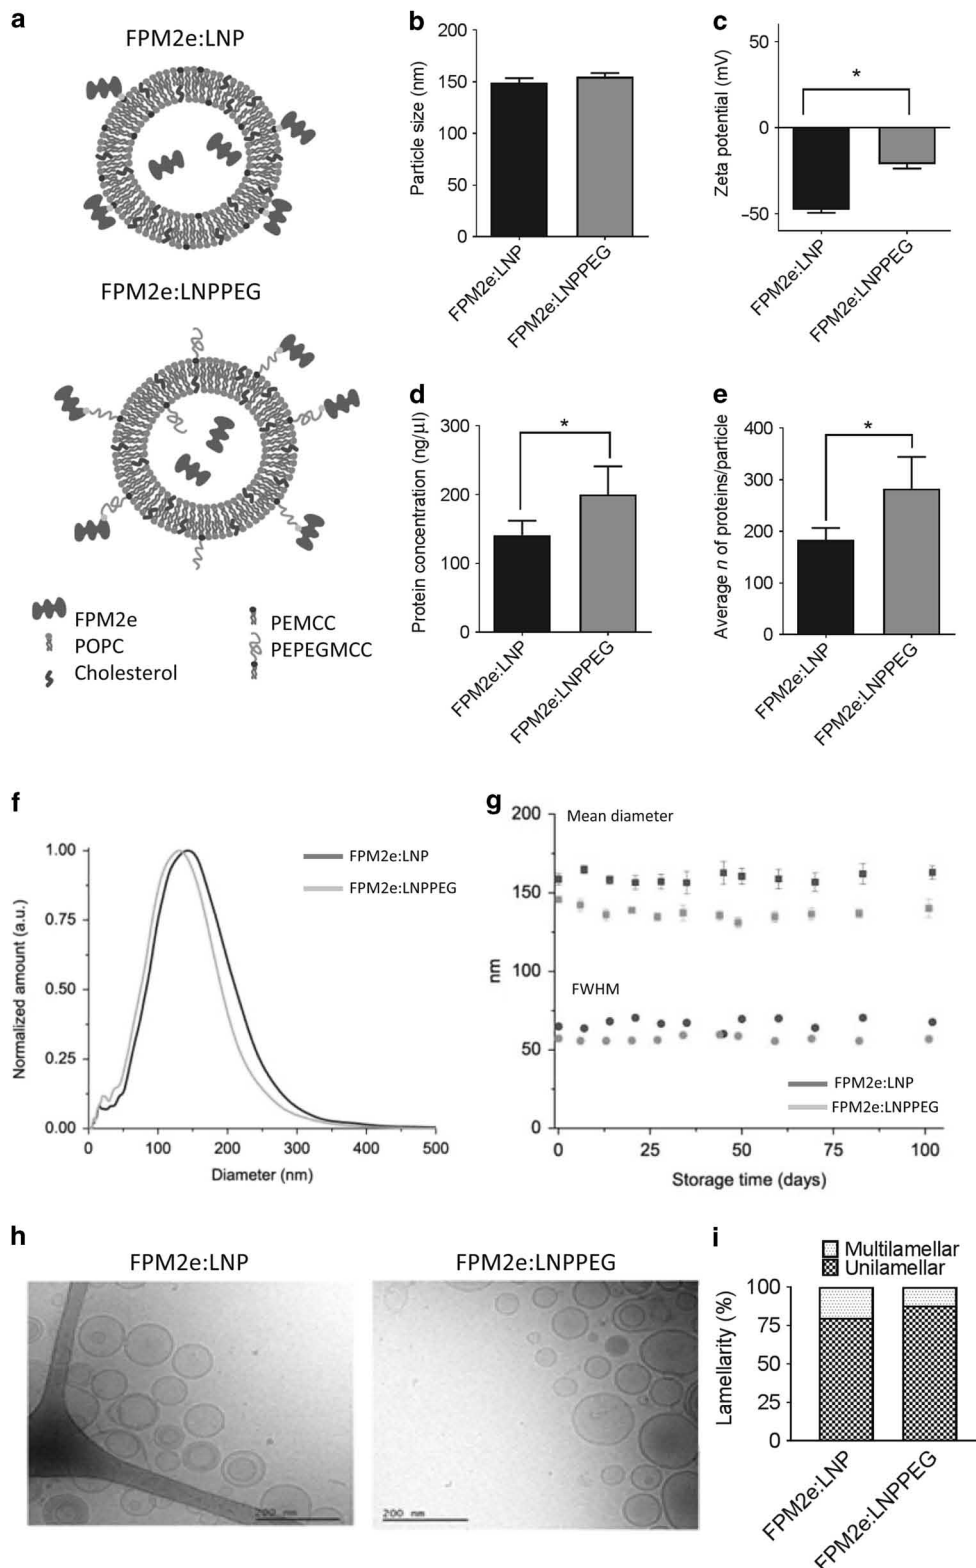 a
FPM2e:LNP
FPM2e:LNPPEG
FPM2e
POPC
Cholesterol
PEMCC
PEPEGMCC
b
Particle size (nm)
200
150
100
50
0
FPM2e:LNP
FPM2e:LNPPEG
c
Zeta potential (mV)
50
0
−50
*
FPM2e:LNP
FPM2e:LNPPEG
d
Protein concentration (ng/µl)
300
200
100
0
*
FPM2e:LNP
FPM2e:LNPPEG
e
Average n of proteins/particle
400
300
200
100
0
*
FPM2e:LNP
FPM2e:LNPPEG
f
Normalized amount (a.u.)
1.00
0.75
0.50
0.25
0.00
FPM2e:LNP
FPM2e:LNPPEG
0 100 200 300 400 500
Diameter (nm)
g
nm
200
150
100
50
0
Mean diameter
FWHM
FPM2e:LNP
FPM2e:LNPPEG
0 25 50 75 100
Storage time (days)
h
FPM2e:LNP
FPM2e:LNPPEG
200 nm
200 nm
i
Multilamellar
Unilamellar
Lamellarity (%)
100
75
50
25
0
FPM2e:LNP
FPM2e:LNPPEG